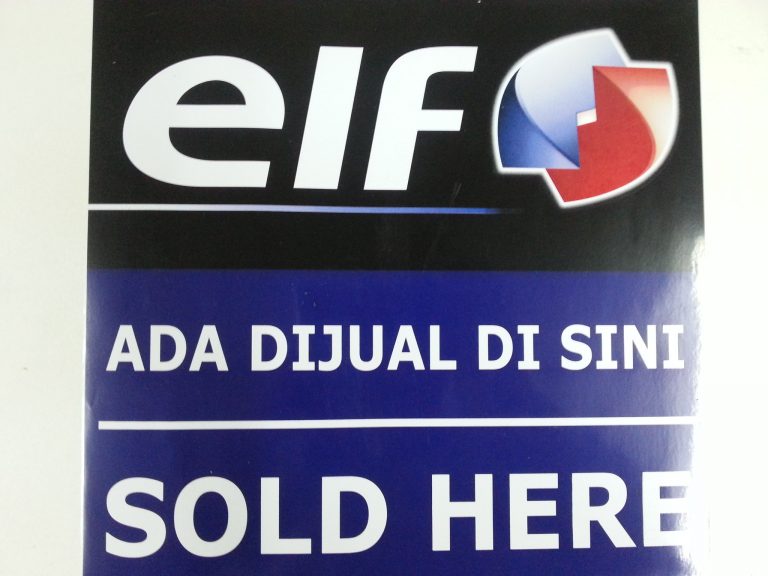 elf
ADA DIJUAL DI SINI
SOLD HERE